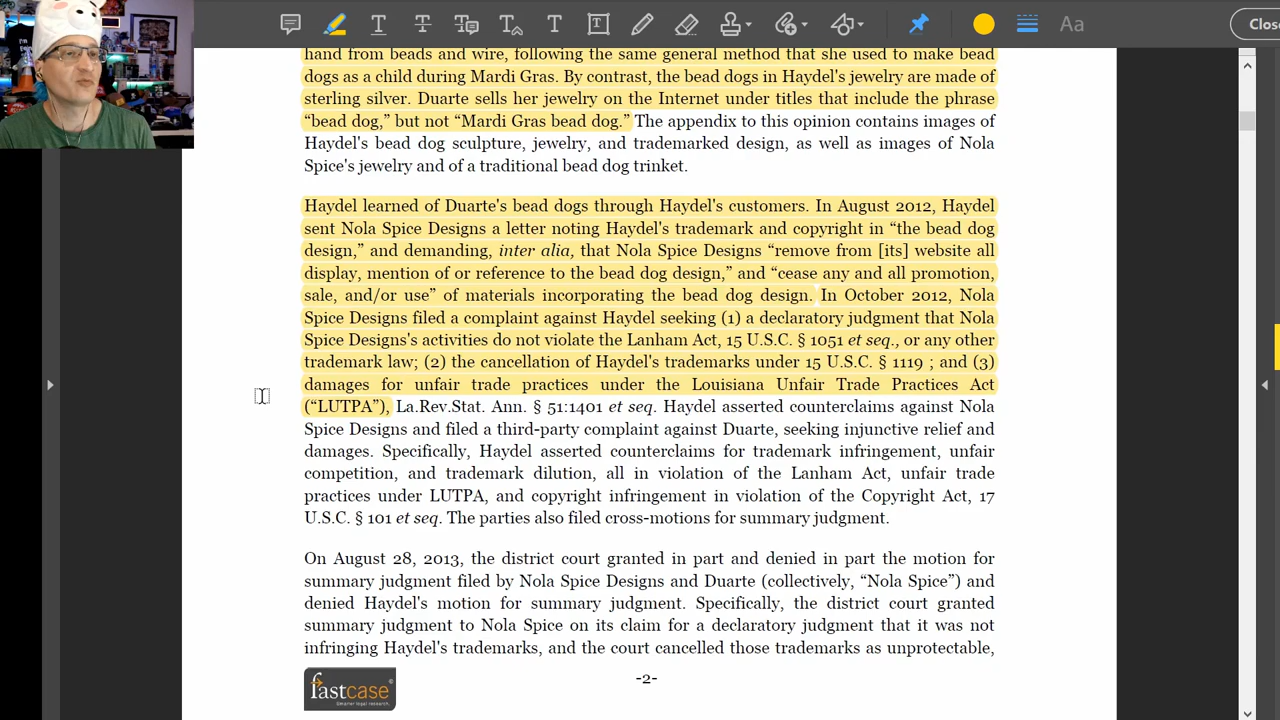 Aa
Clos
hand from beads and wire, using the same general method she used to make bead
dogs as a child during Mardi Gras. By contrast, the bead dogs in Haydel's jewelry are made of
sterling silver. Duarte sells her jewelry on the Internet under titles that include the phrase
“bead dog,” but not “Mardi Gras bead dog.” The appendix to this opinion contains images of
Haydel's bead dog sculpture, jewelry, and trademarked design, as well as images of Nola
Spice's jewelry and of a traditional bead dog trinket.
Haydel learned of Duarte's bead dogs through Haydel's customers. In August 2012, Haydel
sent Nola Spice Designs a letter noting Haydel's trademark and copyright in “the bead dog
design,” and demanding, inter alia, that Nola Spice Designs “remove from [its] website all
display, mention of or reference to the bead dog design,” and “cease any and all promotion,
sale, and/or use” of materials incorporating the bead dog design. In October 2012, Nola
Spice Designs filed a complaint against Haydel seeking (1) a declaratory judgment that Nola
Spice Designs's activities do not violate the Lanham Act, 15 U.S.C. § 1051 et seq., or any other
trademark law; (2) the cancellation of Haydel's trademarks under 15 U.S.C. § 1119 ; and (3)
damages for unfair trade practices under the Louisiana Unfair Trade Practices Act
(“LUTPA”), La.Rev.Stat. Ann. § 51:1401 et seq. Haydel asserted counterclaims against Nola
Spice Designs and filed a third-party complaint against Duarte, seeking injunctive relief and
damages. Specifically, Haydel asserted counterclaims for trademark infringement, unfair
competition, and trademark dilution, all in violation of the Lanham Act, unfair trade
practices under LUTPA, and copyright infringement in violation of the Copyright Act, 17
U.S.C. § 101 et seq. The parties also filed cross-motions for summary judgment.
On August 28, 2013, the district court granted in part and denied in part the motion for
summary judgment filed by Nola Spice Designs and Duarte (collectively, “Nola Spice”) and
denied Haydel's motion for summary judgment. Specifically, the district court granted
summary judgment to Nola Spice on its claim for a declaratory judgment that it was not
infringing Haydel's trademarks, and the court cancelled those trademarks as unprotectable,
fastcase
Smarter legal research.
-2-